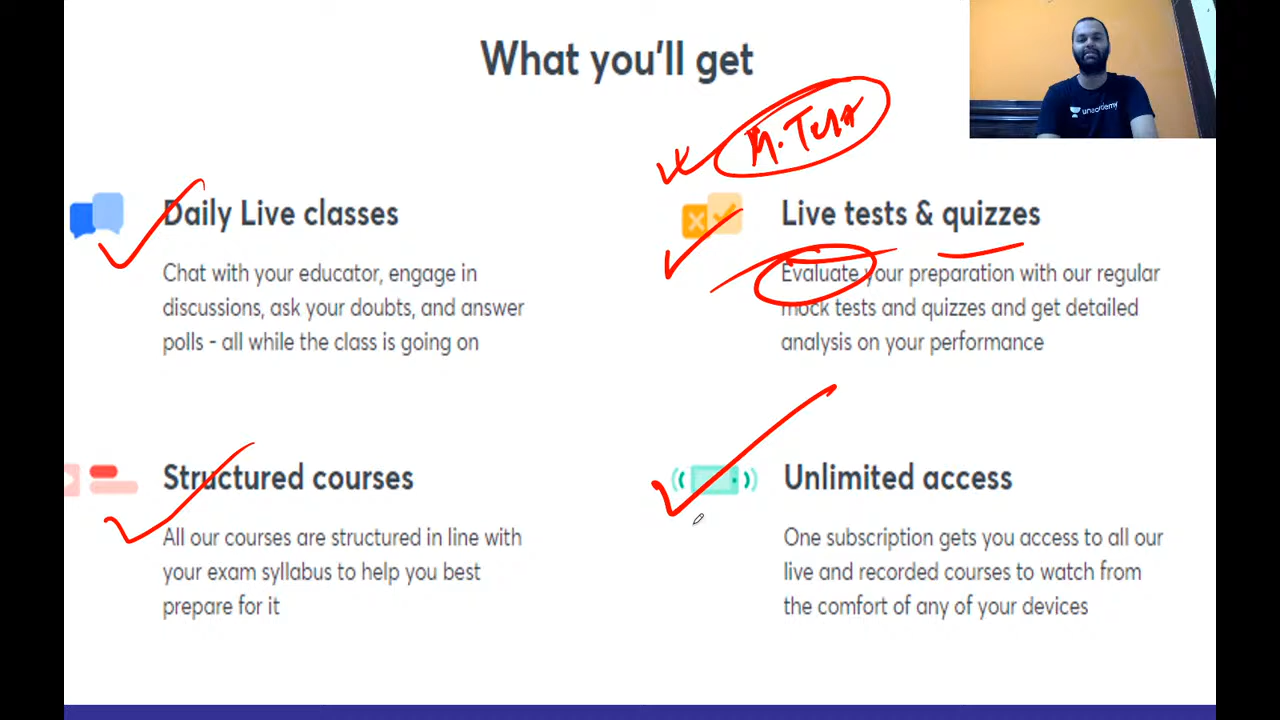 What you'll get
M. Test
Daily Live classes
Chat with your educator, engage in
discussions, ask your doubts, and answer
polls - all while the class is going on
Live tests & quizzes
Evaluate your preparation with our regular
mock tests and quizzes and get detailed
analysis on your performance
Structured courses
All our courses are structured in line with
your exam syllabus to help you best
prepare for it
Unlimited access
One subscription gets you access to all our
live and recorded courses to watch from
the comfort of any of your devices
unacademy